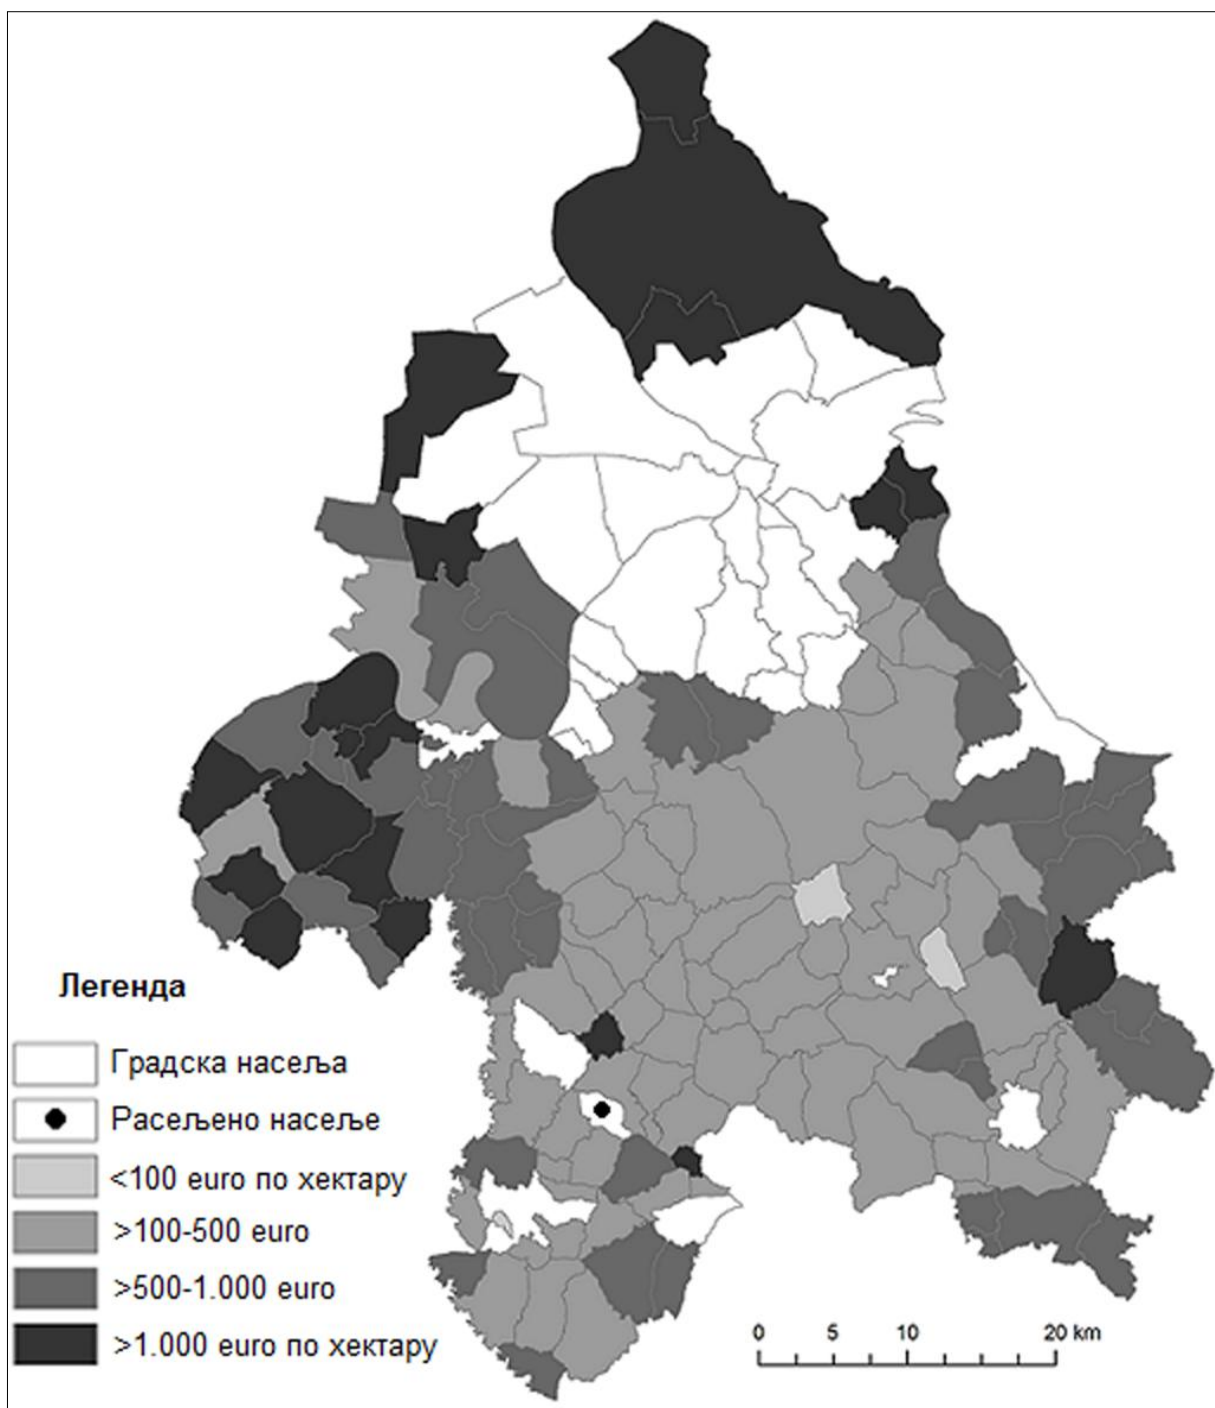 Легенда
Градска насеља
Расељено насеље
<100 euro по хектару
>100-500 euro
>500-1.000 euro
>1.000 euro по хектару
0 5 10 20 km